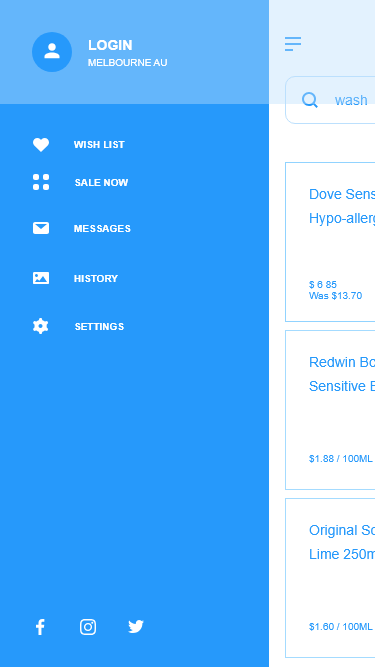 LOGIN
MELBOURNE AU
WISH LIST
SALE NOW
MESSAGES
HISTORY
SETTINGS
wash
Dove Sens
Hypo-allerg
$ 6 85
Was $13.70
Redwin Bo
Sensitive
$1.88 / 100ML
Original So
Lime 250m
$1.60 / 100ML